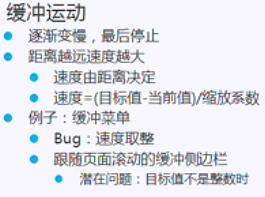 缓冲运动
逐渐变慢，最后停止
距离越远速度越大
速度由距离决定
速度=(目标值-当前值)/缩放系数
例子：缓冲菜单
Bug：速度取整
跟随页面滚动的缓冲侧边栏
潜在问题：目标值不是整数时